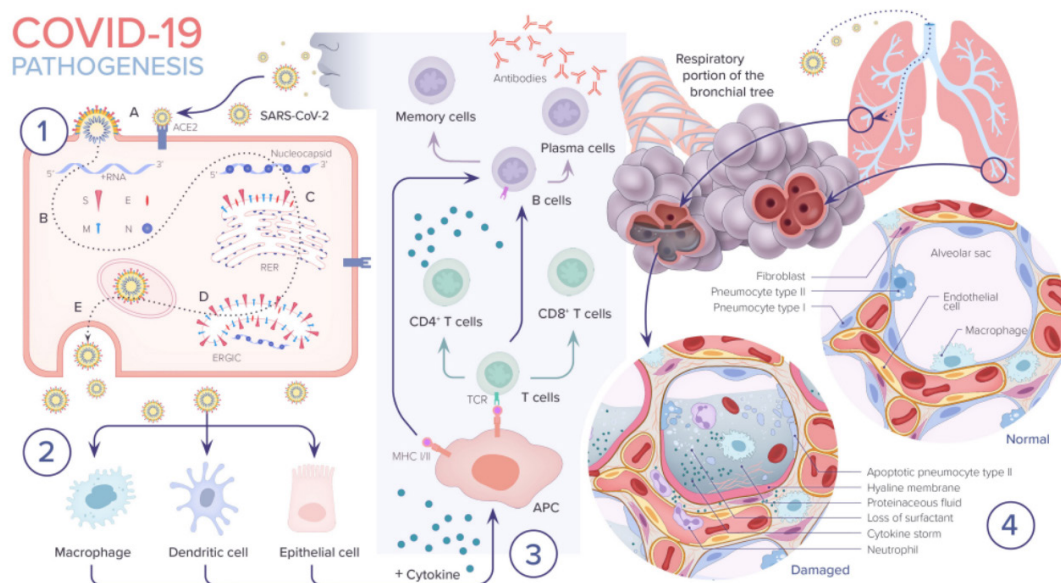 COVID-19
PATHOGENESIS
1
A
SARS-CoV-2
ACE2
5'
3'
+RNA
Nucleocapsid
5'
3'
B
S
E
M
N
C
RER
D
E
ERGIC
2
Macrophage
Dendritic cell
Epithelial cell
Antibodies
Memory cells
Plasma cells
B cells
CD4+ T cells
CD8+ T cells
TCR
T cells
MHC I/II
APC
+ Cytokine
3
Respiratory
portion of the
bronchial tree
Alveolar sac
Fibroblast
Pneumocyte type II
Pneumocyte type I
Endothelial
cell
Macrophage
Normal
Apoptotic pneumocyte type II
Hyaline membrane
Proteinaceous fluid
Loss of surfactant
Cytokine storm
Neutrophil
Damaged
4